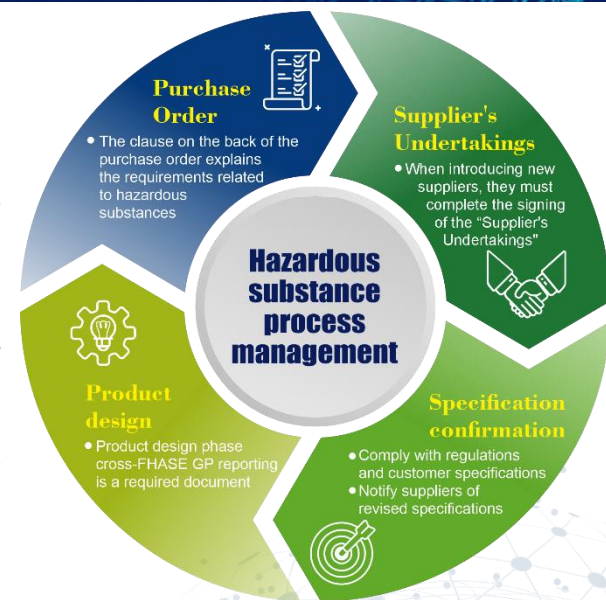 Purchase
Order
• The clause on the back of the
purchase order explains
the requirements related
to hazardous
substances
Supplier's
Undertakings
• When introducing new
suppliers, they must
complete the signing
of the “Supplier's
Undertakings"
Hazardous
substance
process
management
Product
design
• Product design phase
cross-FHASE GP reporting
is a required document
Specification
confirmation
• Comply with regulations
and customer specifications
• Notify suppliers of
revised specifications